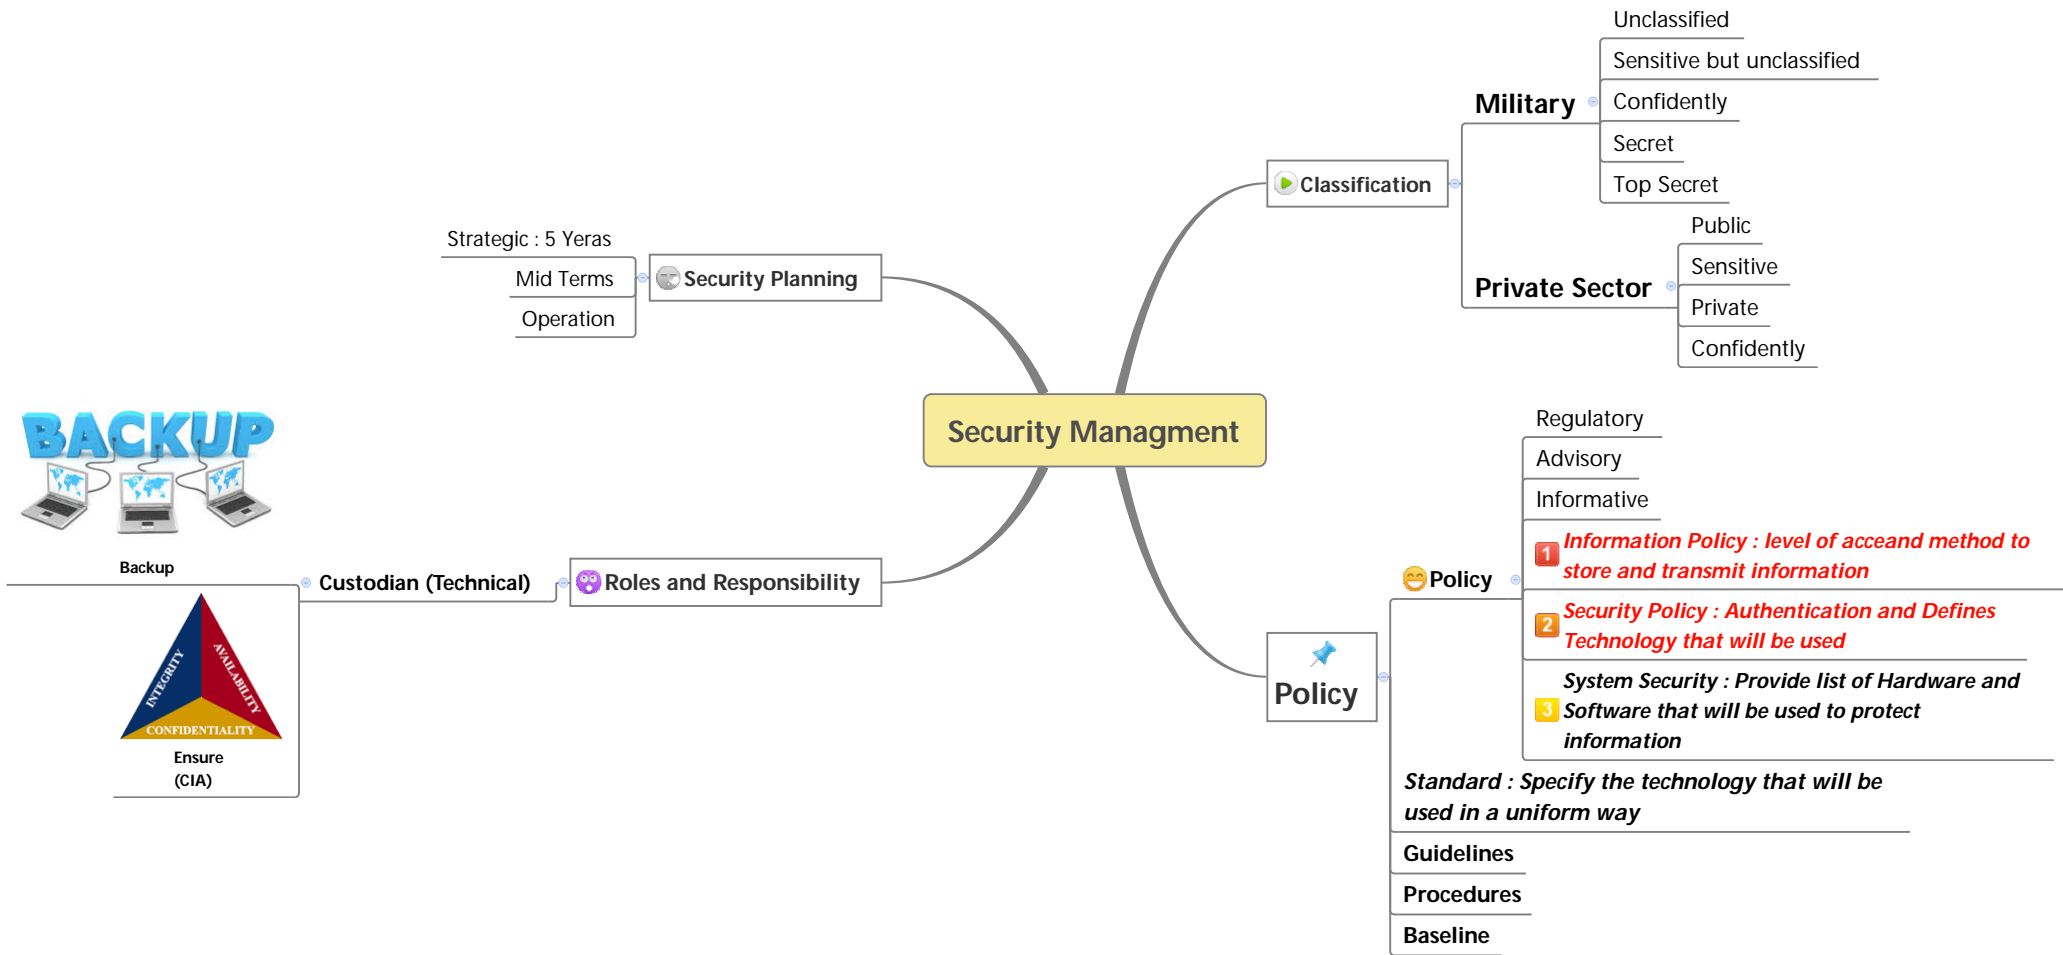 Security Managment
Classification
Military
Unclassified
Sensitive but unclassified
Confidently
Secret
Top Secret
Private Sector
Public
Sensitive
Private
Confidently
Policy
Policy
Regulatory
Advisory
Informative
1
Information Policy : level of acceand method to
store and transmit information
2
Security Policy : Authentication and Defines
Technology that will be used
3
System Security : Provide list of Hardware and
Software that will be used to protect
information
Standard : Specify the technology that will be
used in a uniform way
Guidelines
Procedures
Baseline
Security Planning
Strategic : 5 Yeras
Mid Terms
Operation
Roles and Responsibility
Custodian (Technical)
BACKUP
Backup
INTEGRITY
AVAILABILITY
CONFIDENTIALITY
Ensure
(CIA)